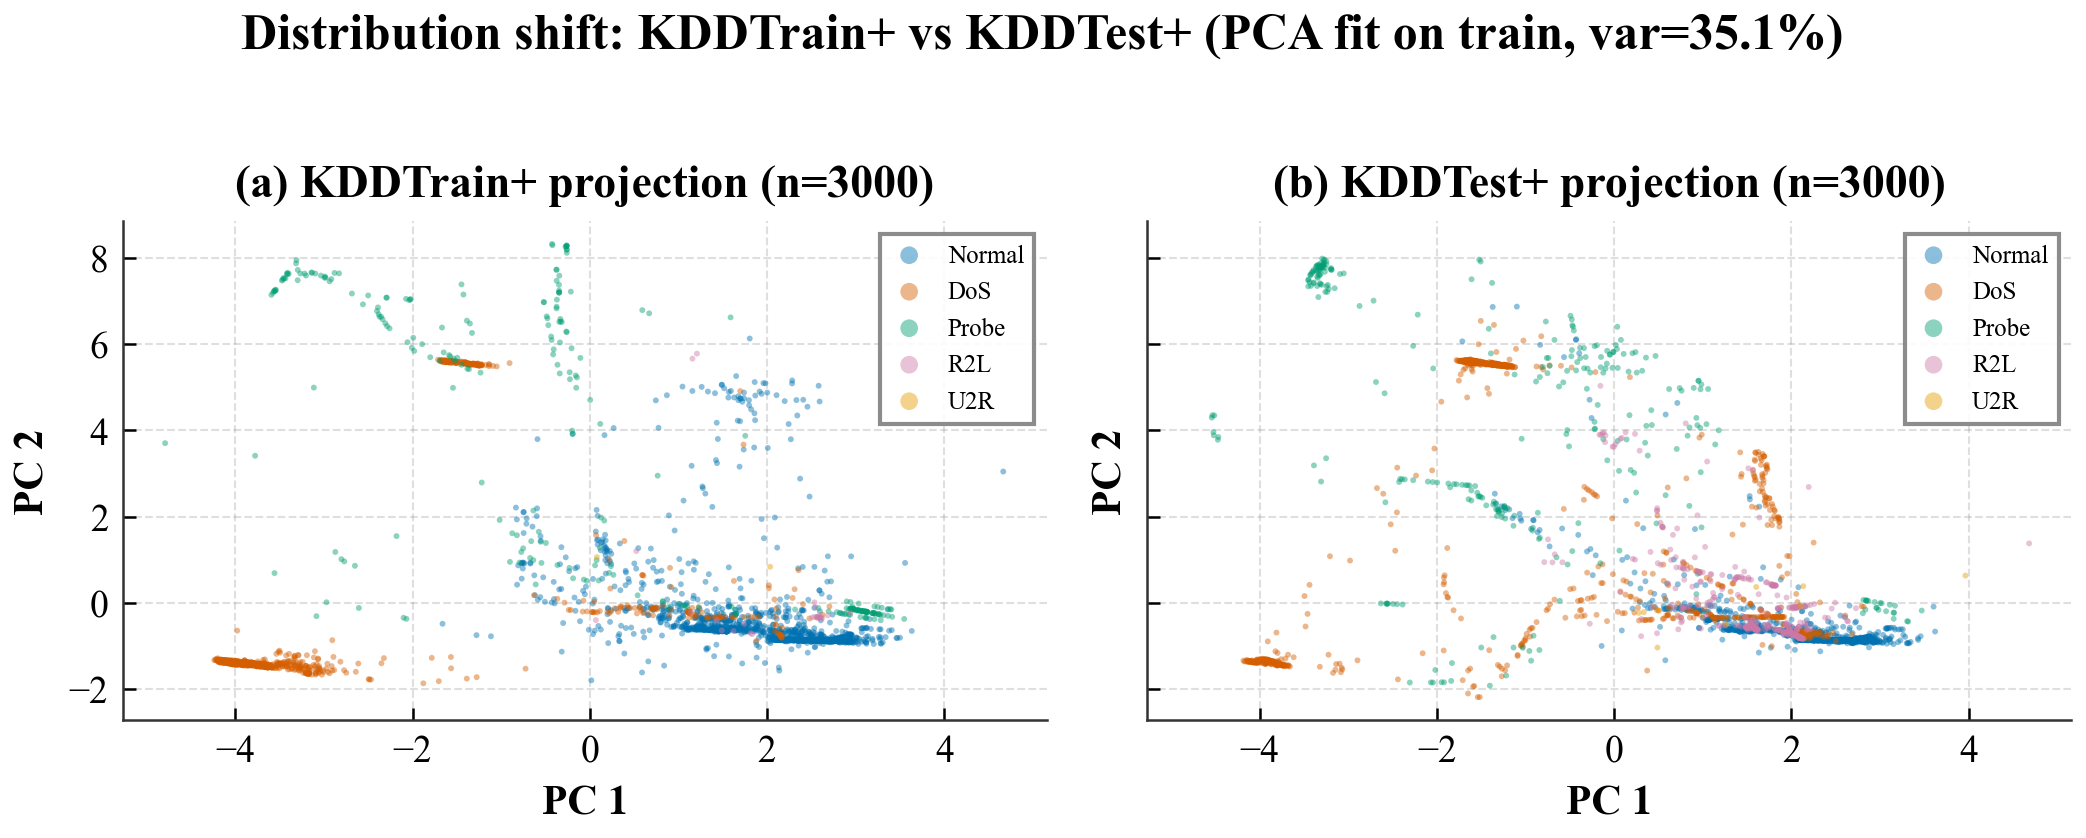 Distribution shift: KDDTrain+ vs KDDTest+ (PCA fit on train, var=35.1%)
(a) KDDTrain+ projection (n=3000)
(b) KDDTest+ projection (n=3000)
8
6
4
2
0
−2
PC 2
Normal
DoS
Probe
R2L
U2R
−4
−2
0
2
4
PC 1
PC 2
Normal
DoS
Probe
R2L
U2R
−4
−2
0
2
4
PC 1